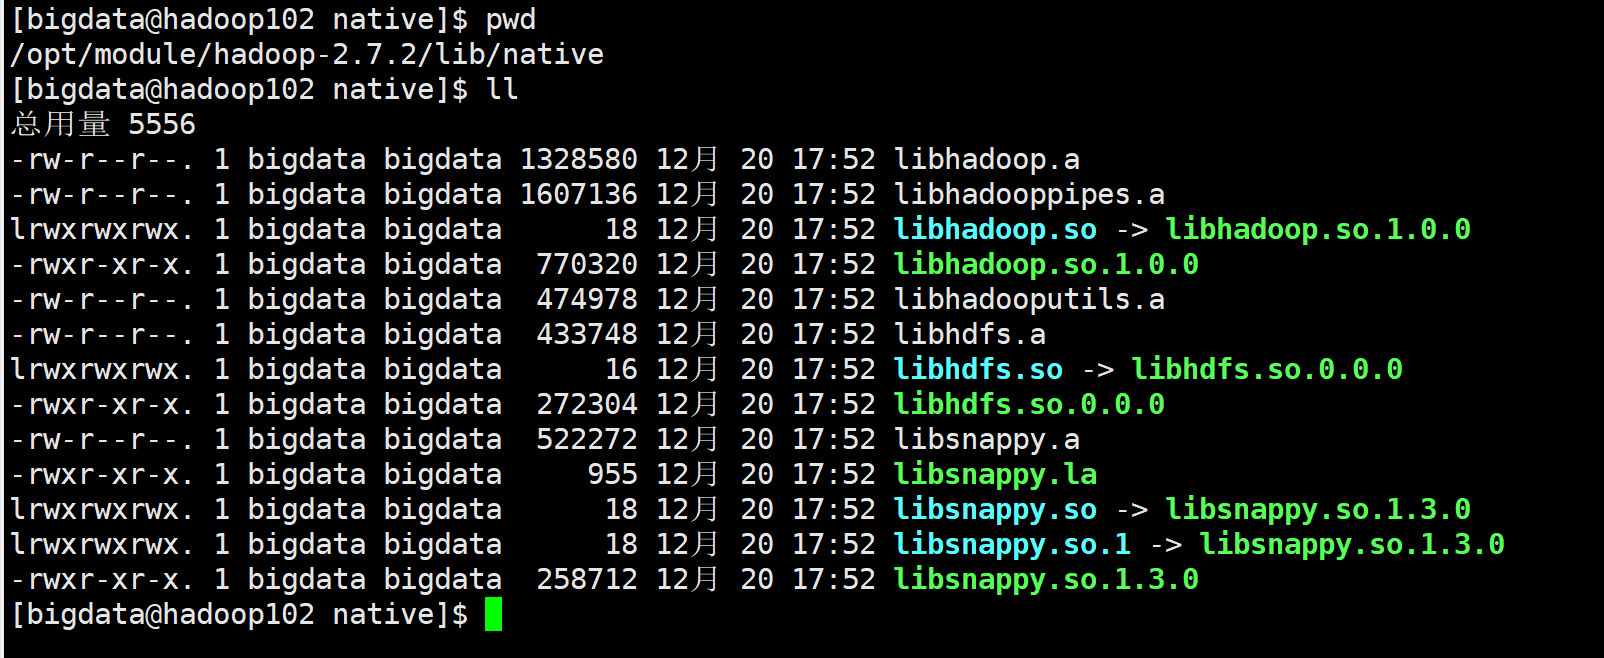 [bigdata@hadoop102 native]$ pwd
/opt/module/hadoop-2.7.2/lib/native
[bigdata@hadoop102 native]$ ll
总用量 5556
-rw-r--r--. 1 bigdata bigdata 1328580 12月 20 17:52 libhadoop.a
-rw-r--r--. 1 bigdata bigdata 1607136 12月 20 17:52 libhadooppipes.a
lrwxrwxrwx. 1 bigdata bigdata      18 12月 20 17:52 libhadoop.so -> libhadoop.so.1.0.0
-rwxr-xr-x. 1 bigdata bigdata  770320 12月 20 17:52 libhadoop.so.1.0.0
-rw-r--r--. 1 bigdata bigdata  474978 12月 20 17:52 libhadooputils.a
-rw-r--r--. 1 bigdata bigdata  433748 12月 20 17:52 libhdfs.a
lrwxrwxrwx. 1 bigdata bigdata      16 12月 20 17:52 libhdfs.so -> libhdfs.so.0.0.0
-rwxr-xr-x. 1 bigdata bigdata  272304 12月 20 17:52 libhdfs.so.0.0.0
-rw-r--r--. 1 bigdata bigdata  522272 12月 20 17:52 libsnappy.a
-rwxr-xr-x. 1 bigdata bigdata     955 12月 20 17:52 libsnappy.la
lrwxrwxrwx. 1 bigdata bigdata      18 12月 20 17:52 libsnappy.so -> libsnappy.so.1.3.0
lrwxrwxrwx. 1 bigdata bigdata      18 12月 20 17:52 libsnappy.so.1 -> libsnappy.so.1.3.0
-rwxr-xr-x. 1 bigdata bigdata  258712 12月 20 17:52 libsnappy.so.1.3.0
[bigdata@hadoop102 native]$